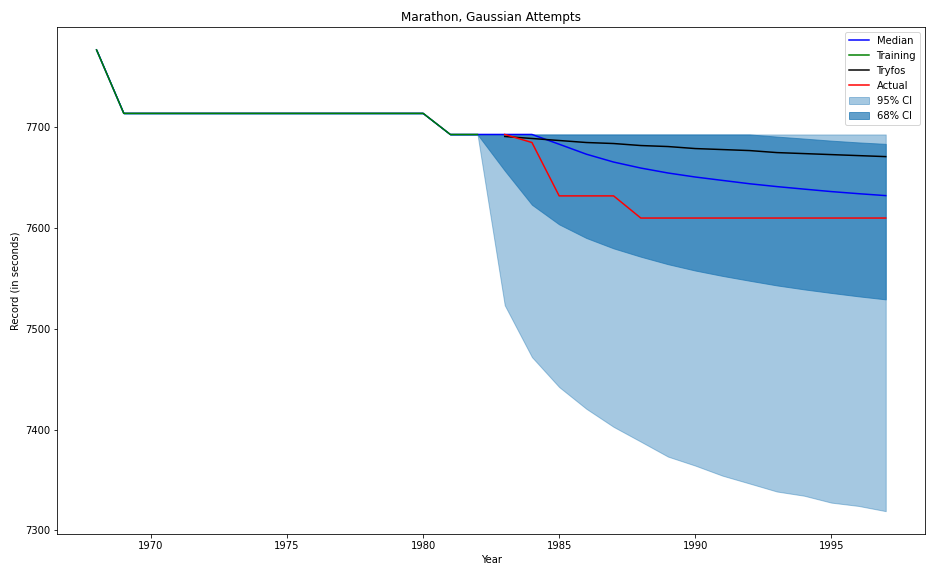 Marathon, Gaussian Attempts
Median
Training
Tryfos
Actual
95% CI
68% CI
Record (in seconds)
7700
7600
7500
7400
7300
1970
1975
1980
1985
1990
1995
Year